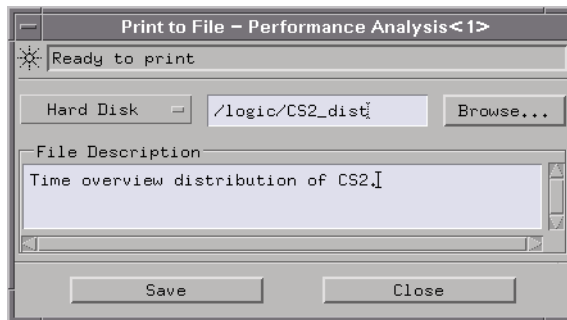 Print to File – Performance Analysis<1>
Ready to print
Hard Disk
/logic/CS2_dist
Browse...
File Description
Time overview distribution of CS2.
Save
Close